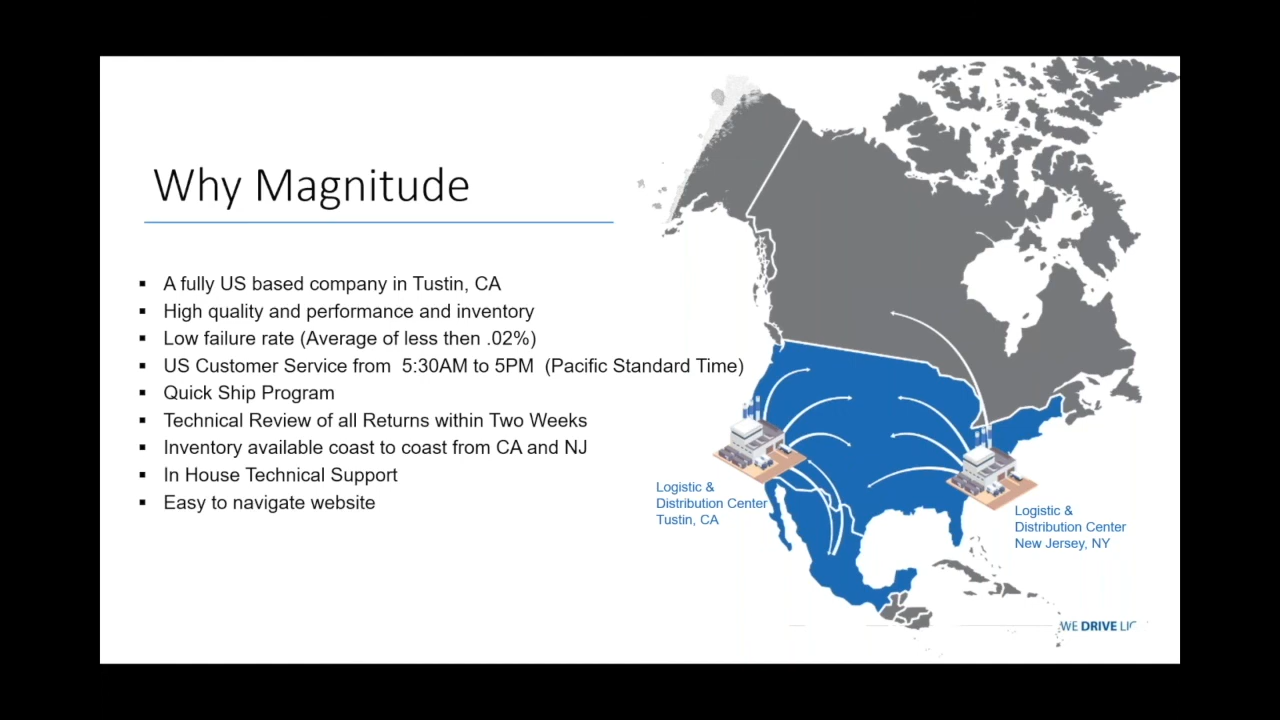 Why Magnitude
▪ A fully US based company in Tustin, CA
▪ High quality and performance and inventory
▪ Low failure rate (Average of less then .02%)
▪ US Customer Service from  5:30AM to 5PM  (Pacific Standard Time)
▪ Quick Ship Program
▪ Technical Review of all Returns within Two Weeks
▪ Inventory available coast to coast from CA and NJ
▪ In House Technical Support
▪ Easy to navigate website
Logistic &
Distribution Center
Tustin, CA
Logistic &
Distribution Center
New Jersey, NY
WE DRIVE